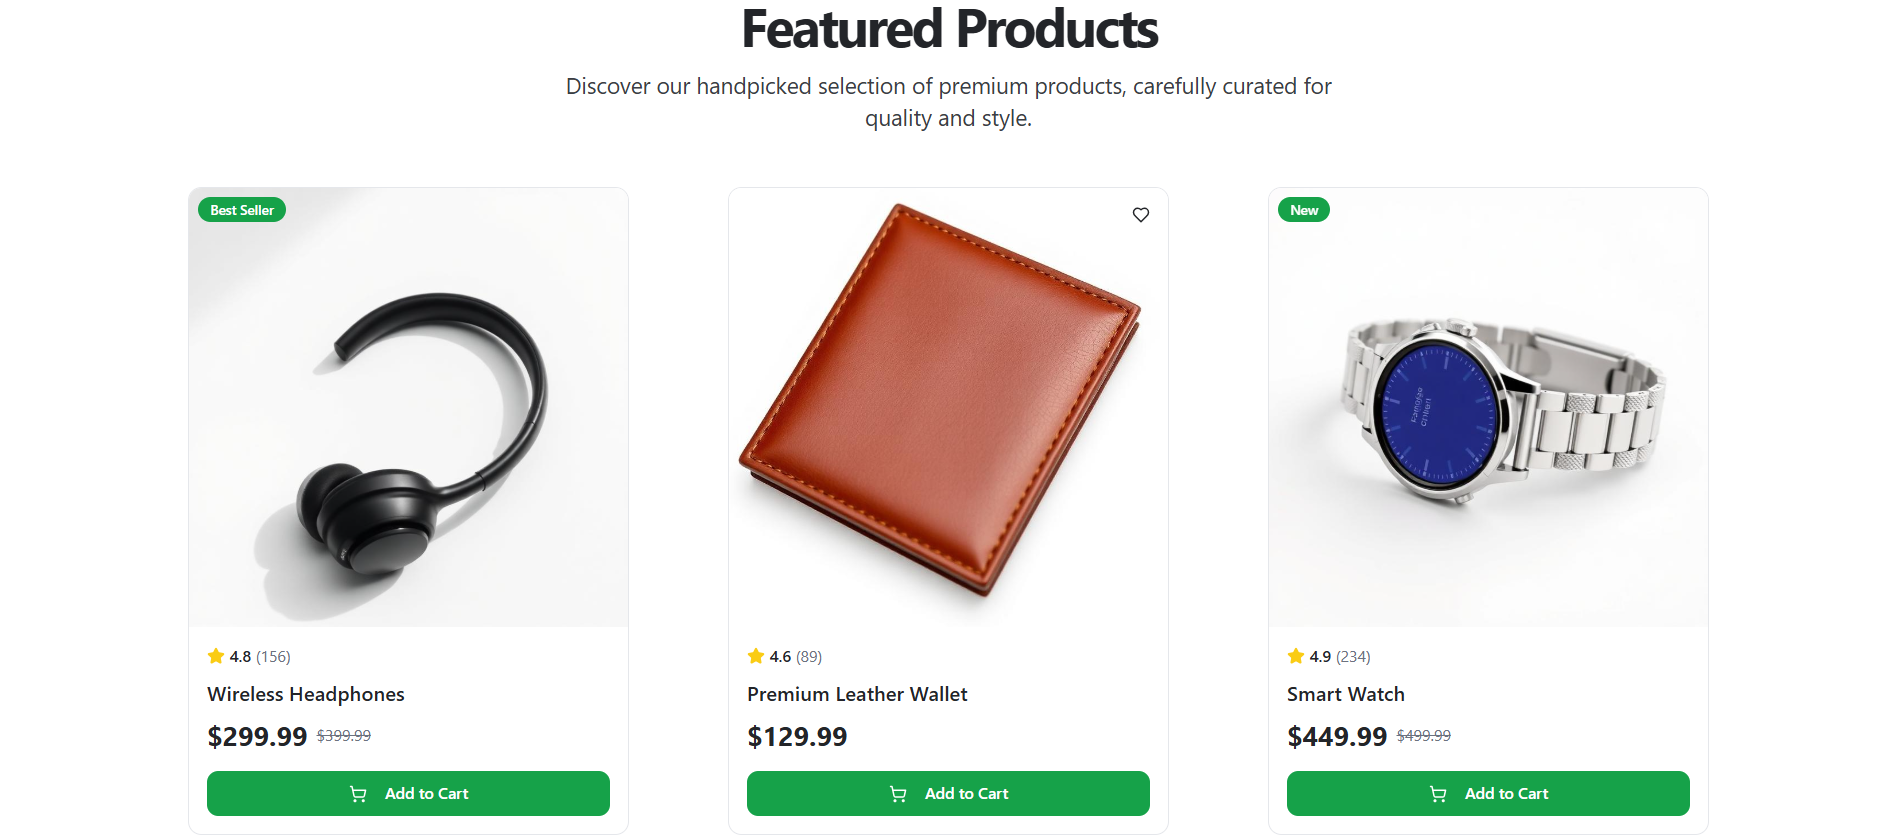 Featured Products
Discover our handpicked selection of premium products, carefully curated for
quality and style.
Best Seller
4.8 (156)
Wireless Headphones
$299.99 $399.99
Add to Cart
4.6 (89)
Premium Leather Wallet
$129.99
Add to Cart
New
4.9 (234)
Smart Watch
$449.99 $499.99
Add to Cart